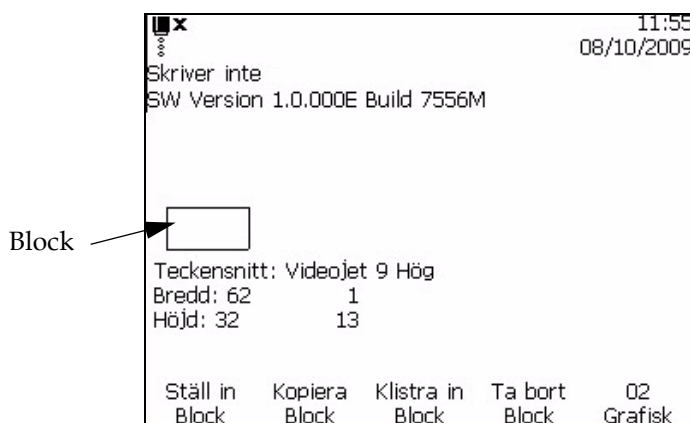 11:55
08/10/2009
Skriver inte
SW Version 1.0.000E Build 7556M
Block
Teckensnitt: Videojet 9 Hög
Bredd: 62 1
Höjd: 32 13
Ställ in Kopiera Klistra in Ta bort 02
Block Block Block Block Grafisk